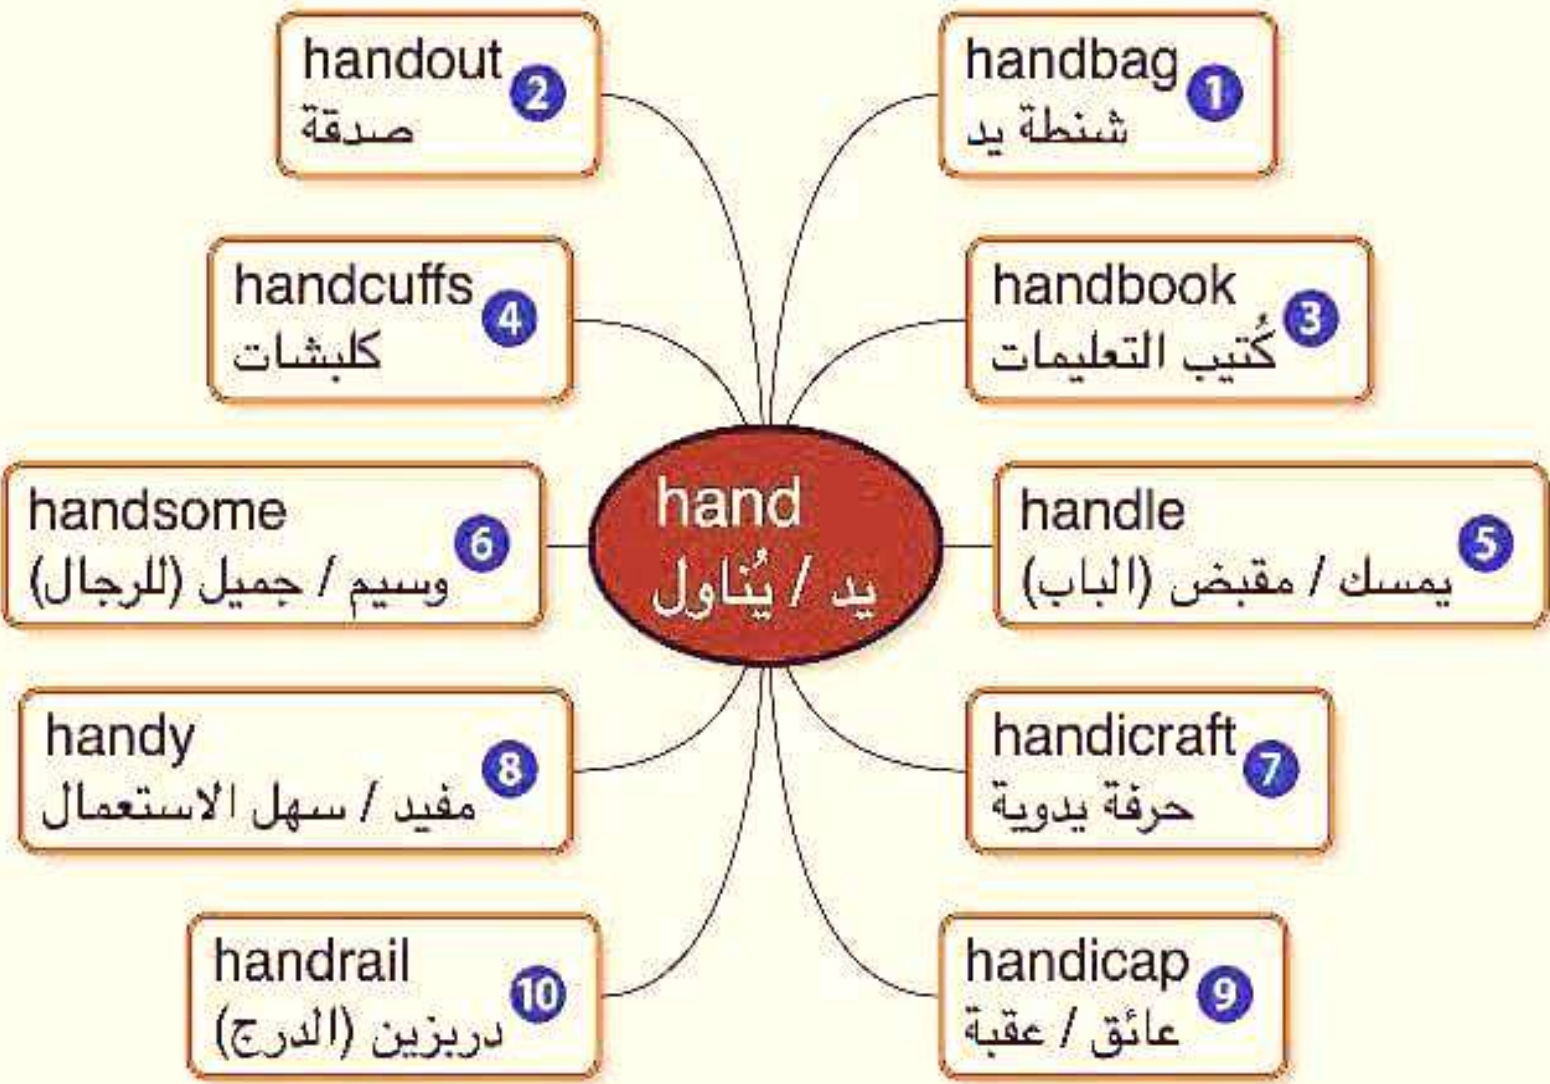 hand
يد / يُناول
handbag
شنطة يد
1
handout
صدقة
2
handbook
كُتيب التعليمات
3
handcuffs
كلبشات
4
handle
يمسك / مقبض (الباب)
5
handsome
وسيم / جميل (للرجال)
6
handicraft
حرفة يدوية
7
handy
مفيد / سهل الاستعمال
8
handicap
عائق / عقبة
9
handrail
دربزين (الدرج)
10